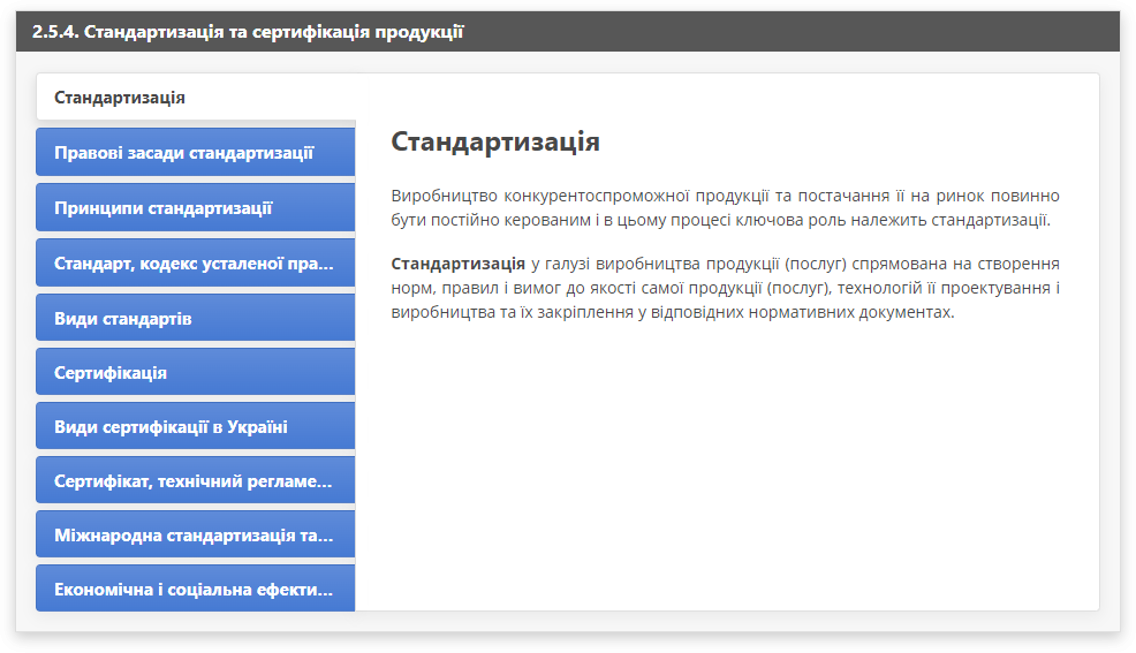 2.5.4. Стандартизація та сертифікація продукції
Стандартизація
Правові засади стандартизації
Принципи стандартизації
Стандарт, кодекс усталеної пра...
Види стандартів
Сертифікація
Види сертифікації в Україні
Сертифікат, технічний регламе...
Міжнародна стандартизація та...
Економічна і соціальна ефекти...
Стандартизація
Виробництво конкурентоспроможної продукції та постачання її на ринок повинно
бути постійно керованим і в цьому процесі ключова роль належить стандартизації.
Стандартизація у галузі виробництва продукції (послуг) спрямована на створення
норм, правил і вимог до якості самої продукції (послуг), технологій її проектування і
виробництва та їх закріплення у відповідних нормативних документах.